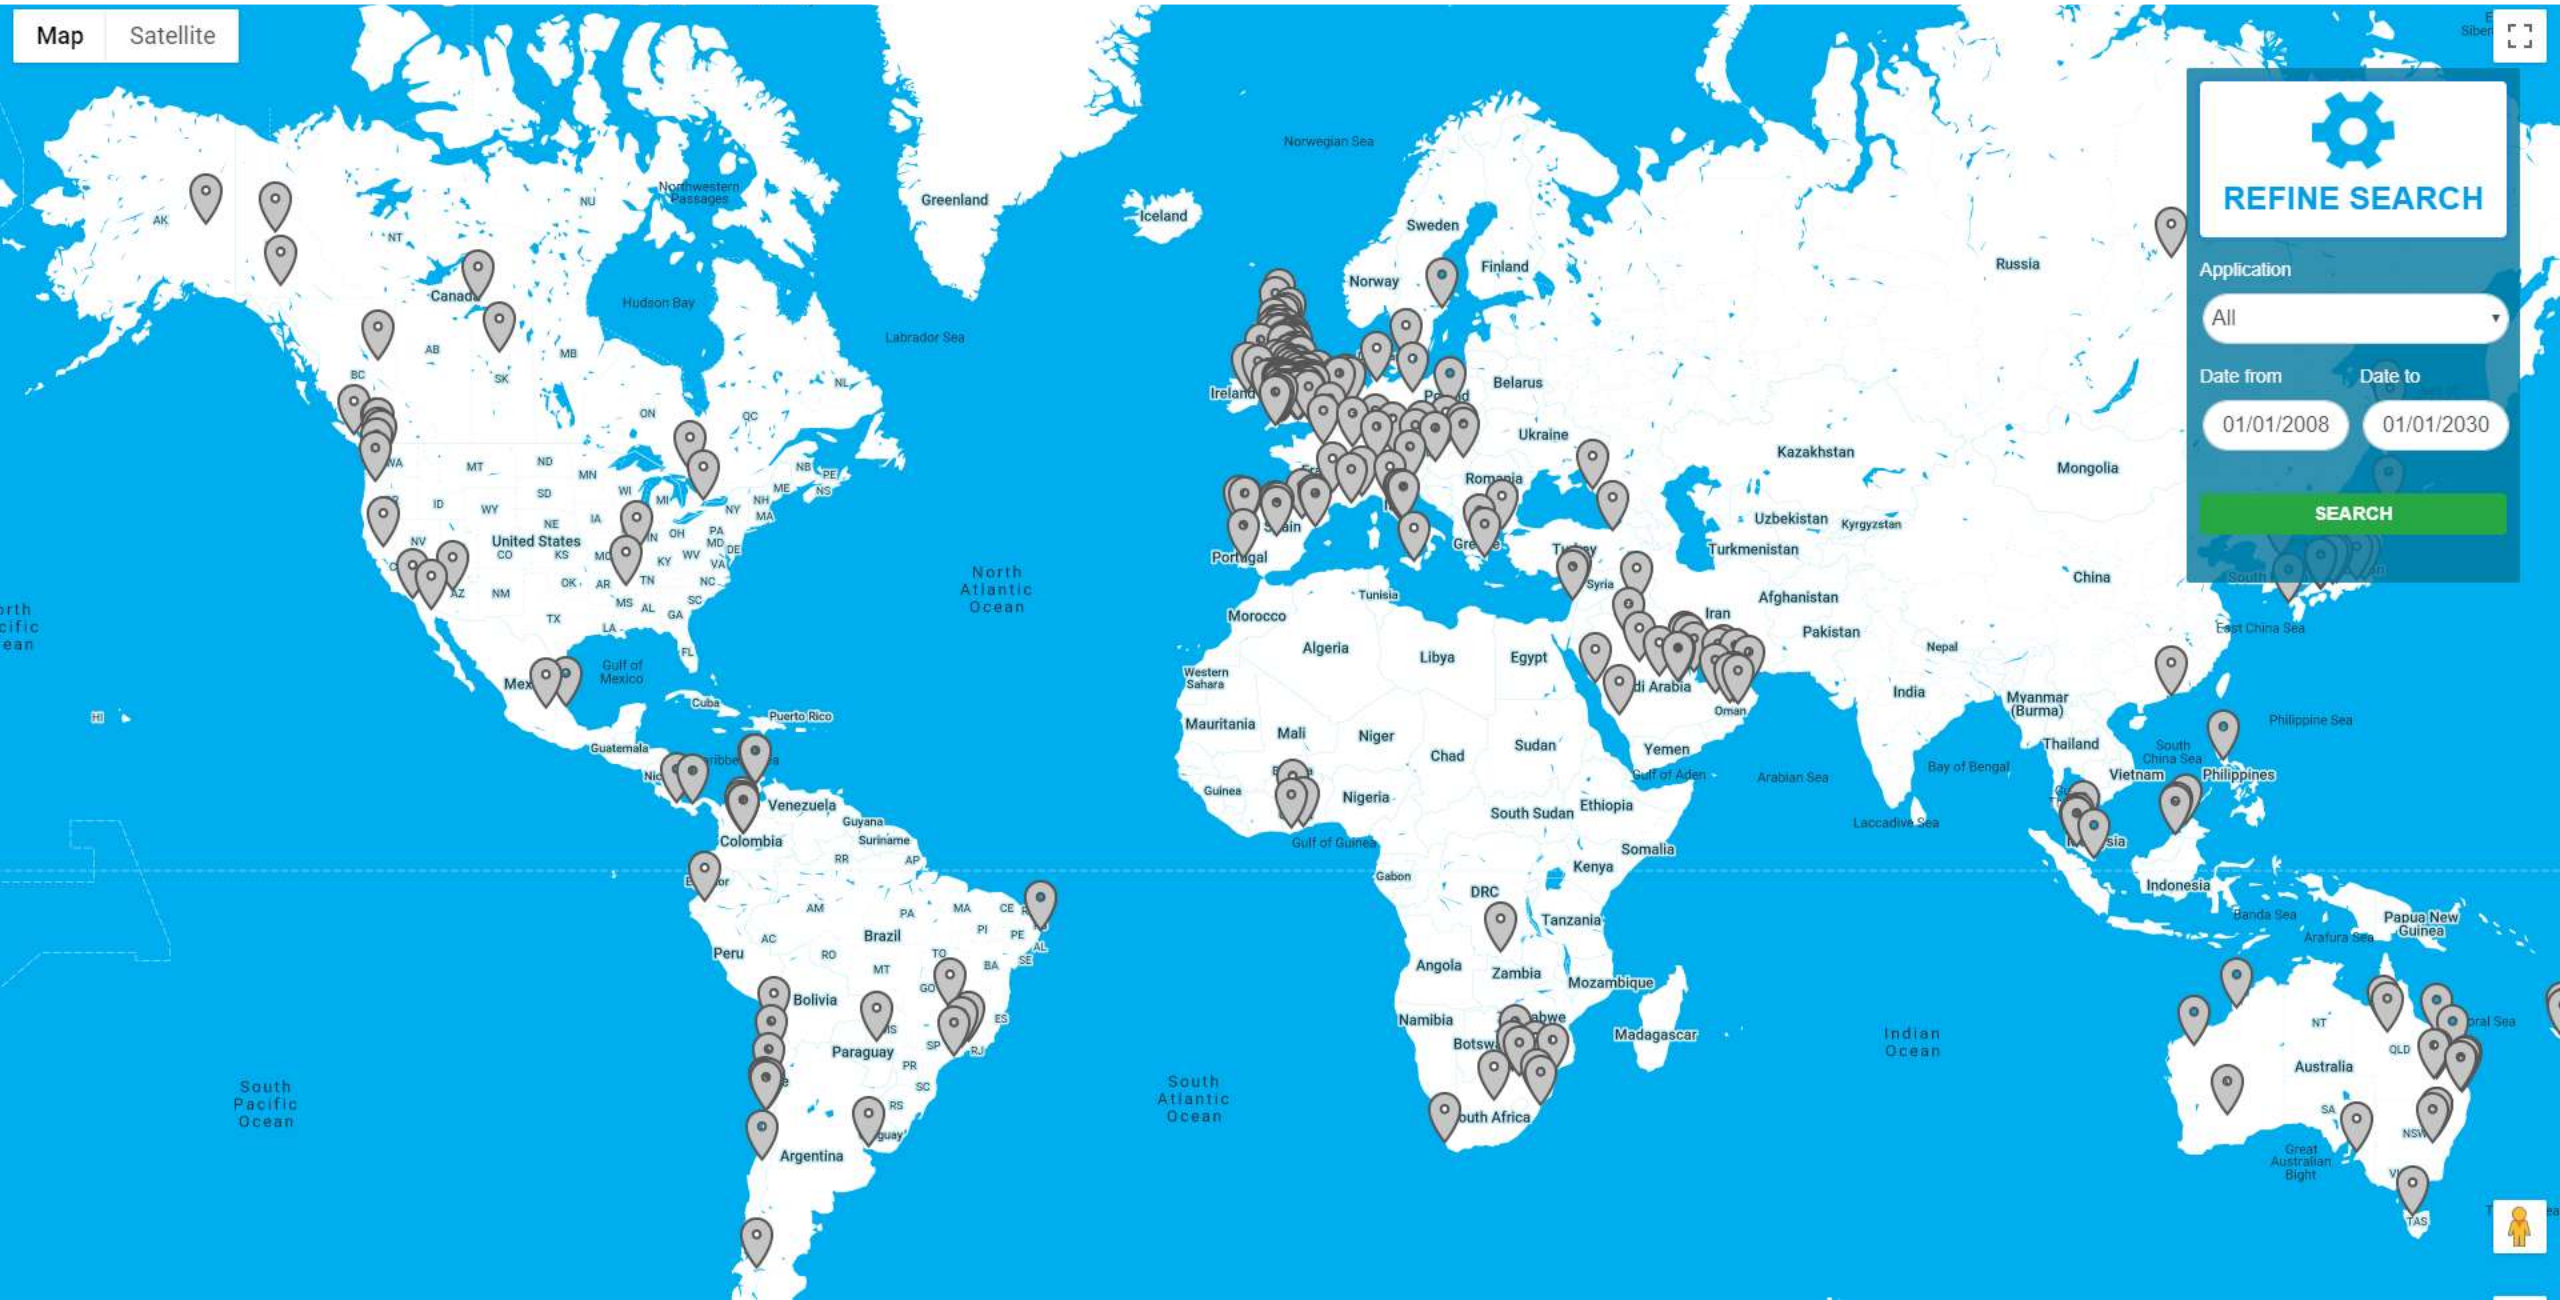 Map
Satellite
REFINE SEARCH
Application
All
Date from
Date to
01/01/2008
01/01/2030
SEARCH
Norwegian Sea
Northwestern
Passages
Greenland
Iceland
Sweden
Finland
Norway
Russia
AK
NU
NT
Hudson Bay
Labrador Sea
AB
MB
BC
SK
NL
ON
QC
Ireland
Belarus
Ukraine
Kazakhstan
Mongolia
WA
MT
ND
MN
NB
PE
NS
ME
SD
WI
MI
NH
ID
WY
NY
MA
NE
IA
PA
OH
IN
MD
DE
NV
United States
CO
KS
KY
WV
VA
OK
AR
TN
NC
AZ
NM
MS
AL
SC
GA
TX
LA
FL
Romania
Uzbekistan
Kyrgyzstan
Turkmenistan
Portugal
Syria
China
Afghanistan
Iran
Pakistan
Nepal
East China Sea
North
Atlantic
Ocean
Tunisia
Morocco
Algeria
Libya
Egypt
Western
Sahara
Gulf of
Mexico
Cuba
Puerto Rico
HI
Guatemala
Mauritania
Mali
Niger
Chad
Sudan
Oman
Yemen
Gulf of Aden
Arabian Sea
India
Bay of Bengal
Myanmar
(Burma)
Thailand
South
China Sea
Vietnam
Philippines
Philippine Sea
Laccadive Sea
Venezuela
Guyana
Suriname
Colombia
Guinea
Nigeria
South Sudan
Ethiopia
Gulf of Guinea
Somalia
Kenya
Gabon
DRC
Tanzania
Indonesia
Banda Sea
Arafura Sea
Papua New
Guinea
RR
AP
AM
PA
MA
CE
PI
PE
AL
SE
AC
RO
Brazil
TO
BA
MT
GO
Peru
Bolivia
ES
Paraguay
SP
RJ
PR
SC
RS
Argentina
Angola
Zambia
Mozambique
Namibia
Madagascar
Indian
Ocean
South
Pacific
Ocean
South
Atlantic
Ocean
NT
QLD
Australia
SA
NSW
Great
Australian
Bight
TAS